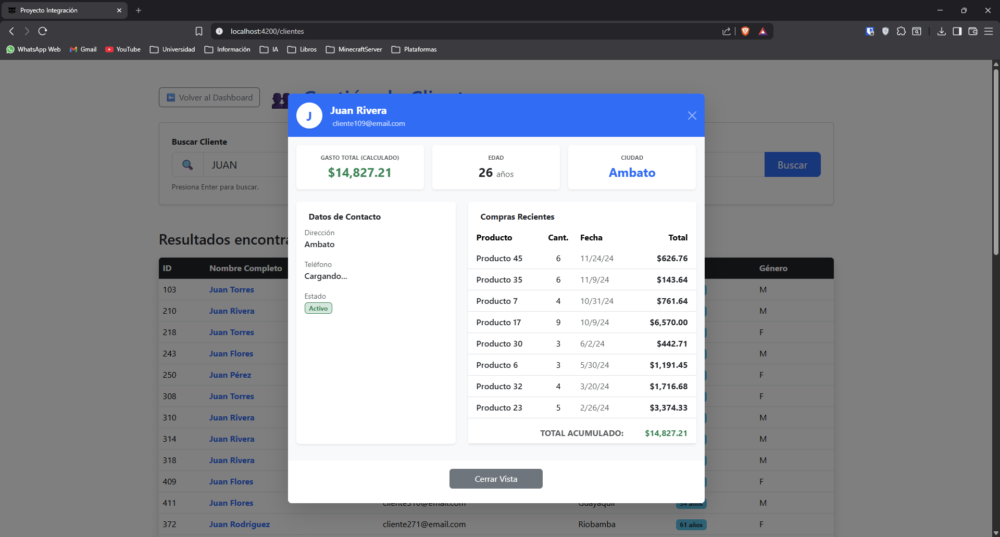 Proyecto Integración
localhost:4200/clientes
WhatsApp Web Gmail YouTube Universidad Información IA Libros MinecraftServer Plataformas
Volver al Dashboard
Juan Rivera
cliente109@email.com
J
Buscar Cliente
JUAN
Buscar
Presiona Enter para buscar.
GASTO TOTAL (CALCULADO)
$14,827.21
EDAD
26 años
CIUDAD
Ambato
Datos de Contacto
Dirección
Ambato
Teléfono
Cargando...
Estado
Activo
Compras Recientes
Producto Cant. Fecha Total
Producto 45 6 11/24/24 $626.76
Producto 35 6 11/9/24 $143.64
Producto 7 4 10/31/24 $761.64
Producto 17 9 10/9/24 $6,570.00
Producto 30 3 6/2/24 $442.71
Producto 6 3 5/30/24 $1,191.45
Producto 32 4 3/20/24 $1,716.68
Producto 23 5 2/26/24 $3,374.33
TOTAL ACUMULADO: $14,827.21
Cerrar Vista
Resultados
ID Nombre Completo Género
103 Juan Torres M
210 Juan Rivera M
218 Juan Torres F
243 Juan Flores M
250 Juan Pérez F
308 Juan Torres F
310 Juan Rivera M
314 Juan Rivera M
318 Juan Rivera M
409 Juan Flores F
411 Juan Flores Guayaquil 34 años M
372 Juan Rodríguez cliente271@email.com Riobamba 61 años F